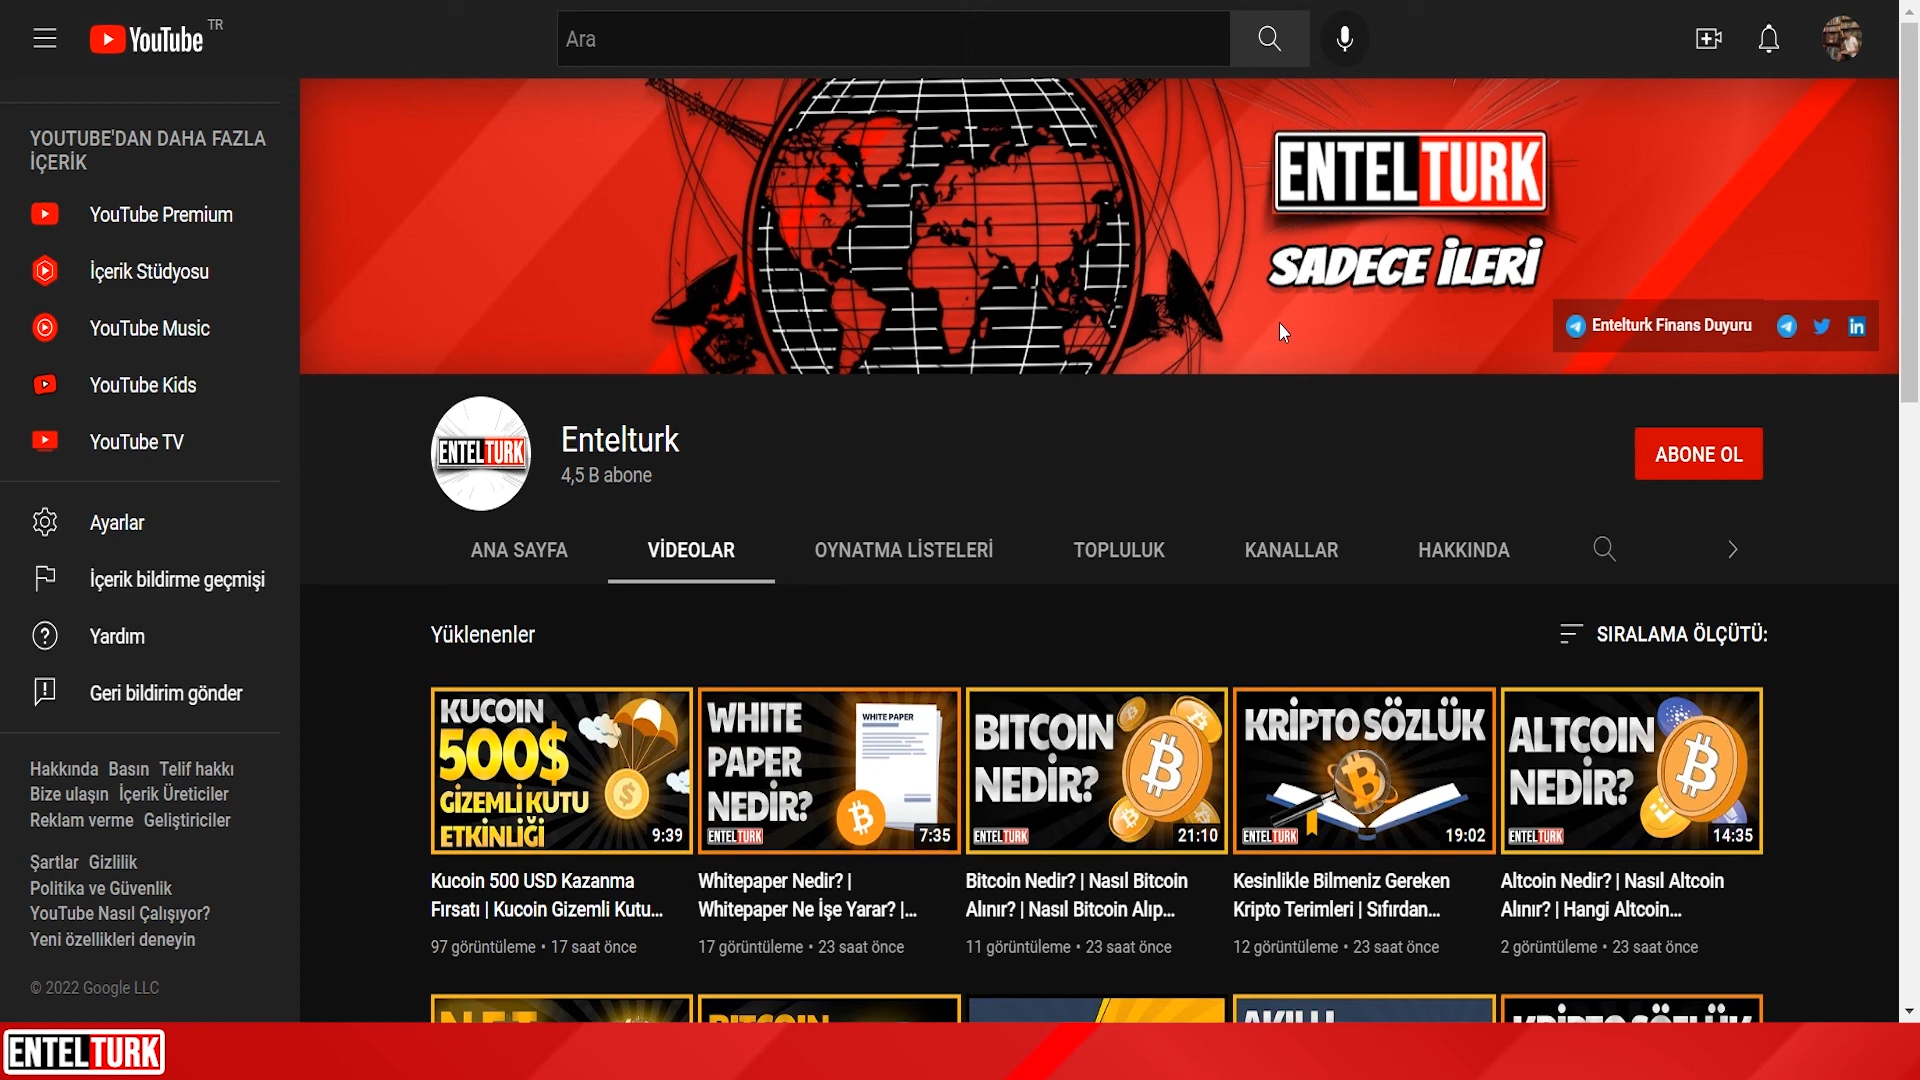 YouTube TR
Ara
YOUTUBE'DAN DAHA FAZLA
İÇERİK
YouTube Premium
İçerik Stüdyosu
YouTube Music
YouTube Kids
YouTube TV
Ayarlar
İçerik bildirme geçmişi
Yardım
Geri bildirim gönder
Hakkında Basın Telif hakkı
Bize ulaşın İçerik Üreticiler
Reklam verme Geliştiriciler
Şartlar Gizlilik
Politika ve Güvenlik
YouTube Nasıl Çalışıyor?
Yeni özellikleri deneyin
© 2022 Google LLC
ENTELTURK
SADECE İLERİ
Entelturk Finans Duyuru
ENTELTURK
Entelturk
4,5 B abone
ABONE OL
ANA SAYFA
VİDEOLAR
OYNATMA LİSTELERİ
TOPLULUK
KANALLAR
HAKKINDA
Yüklenenler
SIRALAMA ÖLÇÜTÜ:
KUCOIN
500$
GİZEMLİ KUTU
ETKİNLİĞİ
9:39
Kucoin 500 USD Kazanma
Fırsatı | Kucoin Gizemli Kutu...
97 görüntüleme • 17 saat önce
WHITE
PAPER
NEDİR?
WHITE PAPER
ENTELTURK
7:35
Whitepaper Nedir? |
Whitepaper Ne İşe Yarar? |...
17 görüntüleme • 23 saat önce
BITCOIN
NEDİR?
ENTELTURK
21:10
Bitcoin Nedir? | Nasıl Bitcoin
Alınır? | Nasıl Bitcoin Alıp...
11 görüntüleme • 23 saat önce
KRİPTO SÖZLÜK
ENTELTURK
19:02
Kesinlikle Bilmeniz Gereken
Kripto Terimleri | Sıfırdan...
12 görüntüleme • 23 saat önce
ALTCOIN
NEDİR?
ENTELTURK
14:35
Altcoin Nedir? | Nasıl Altcoin
Alınır? | Hangi Altcoin...
2 görüntüleme • 23 saat önce
NFT
BITCOIN
AKILLI
KRİPTO SÖZLÜK
ENTELTURK